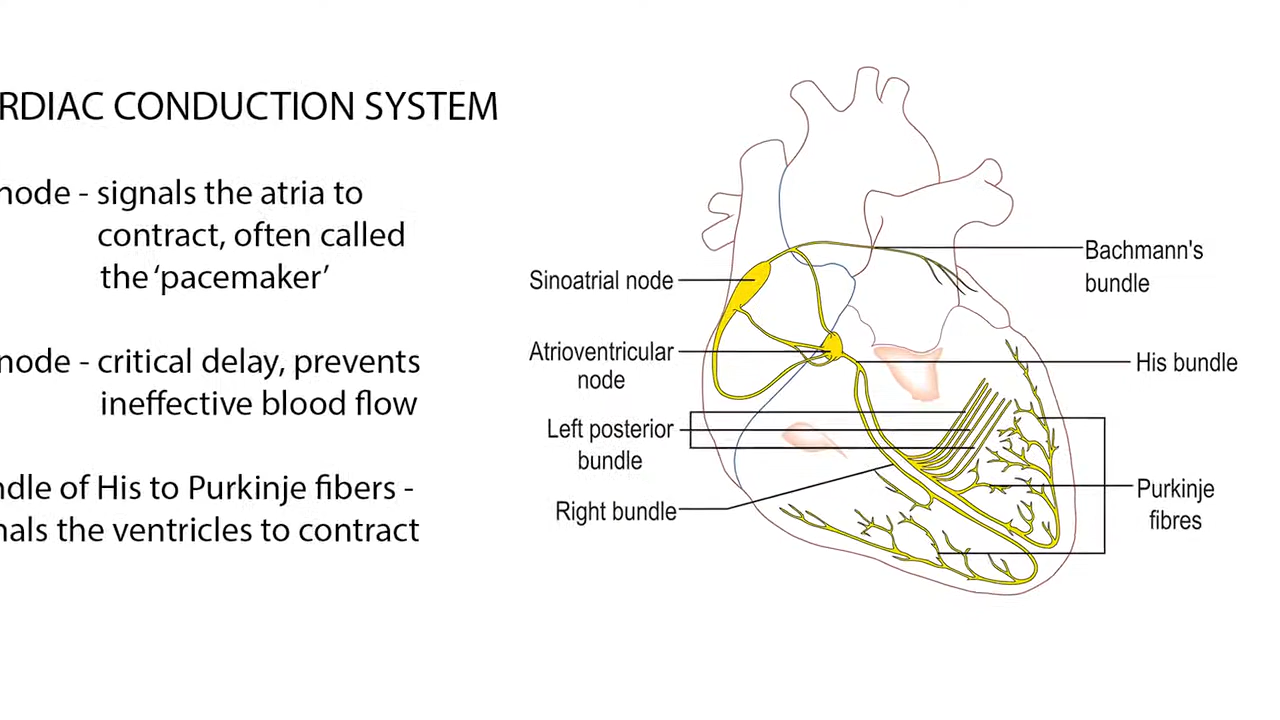 RDIAC CONDUCTION SYSTEM
node - signals the atria to
contract, often called
the 'pacemaker'
node - critical delay, prevents
ineffective blood flow
ndle of His to Purkinje fibers -
nals the ventricles to contract
Sinoatrial node
Atrioventricular
node
Left posterior
bundle
Right bundle
Bachmann's
bundle
His bundle
Purkinje
fibres